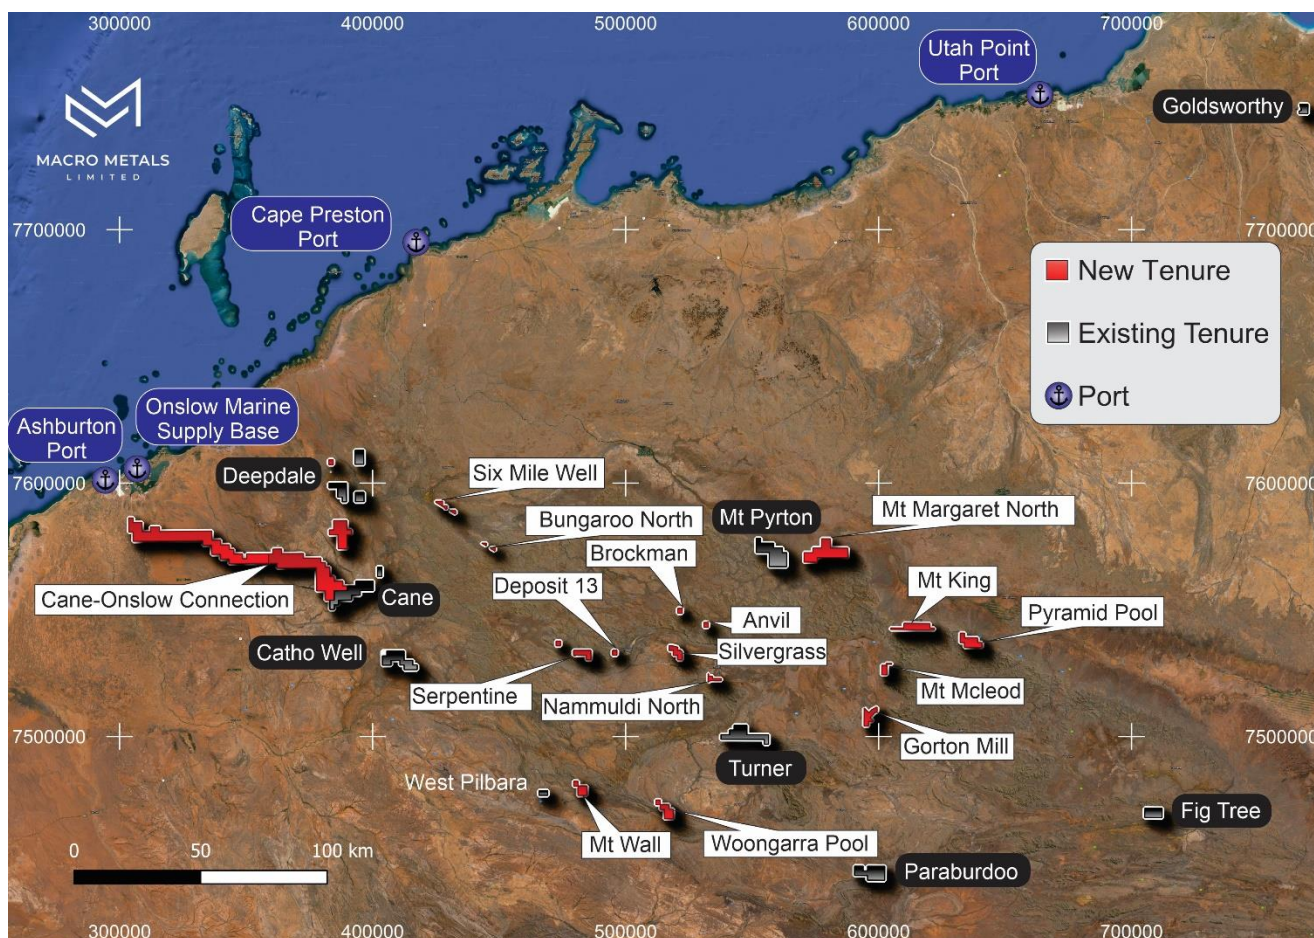 300000
400000
500000
600000
700000
Utah Point
Port
Goldsworthy
MACRO METALS
LIMITED
Cape Preston
Port
7700000
7700000
New Tenure
Existing Tenure
Port
Ashburton
Port
Onslow Marine
Supply Base
Deepdale
7600000
7600000
Six Mile Well
Bungaroo North
Brockman
Mt Pyrton
Mt Margaret North
Cane-Onslow Connection
Cane
Deposit 13
Anvil
Mt King
Pyramid Pool
Catho Well
Silvergrass
Serpentine
Nammuldi North
Mt Mcleod
7500000
7500000
Gorton Mill
Turner
West Pilbara
Mt Wall
Woongarra Pool
Fig Tree
Paraburdoo
0
50
100 km
300000
400000
500000
600000
700000